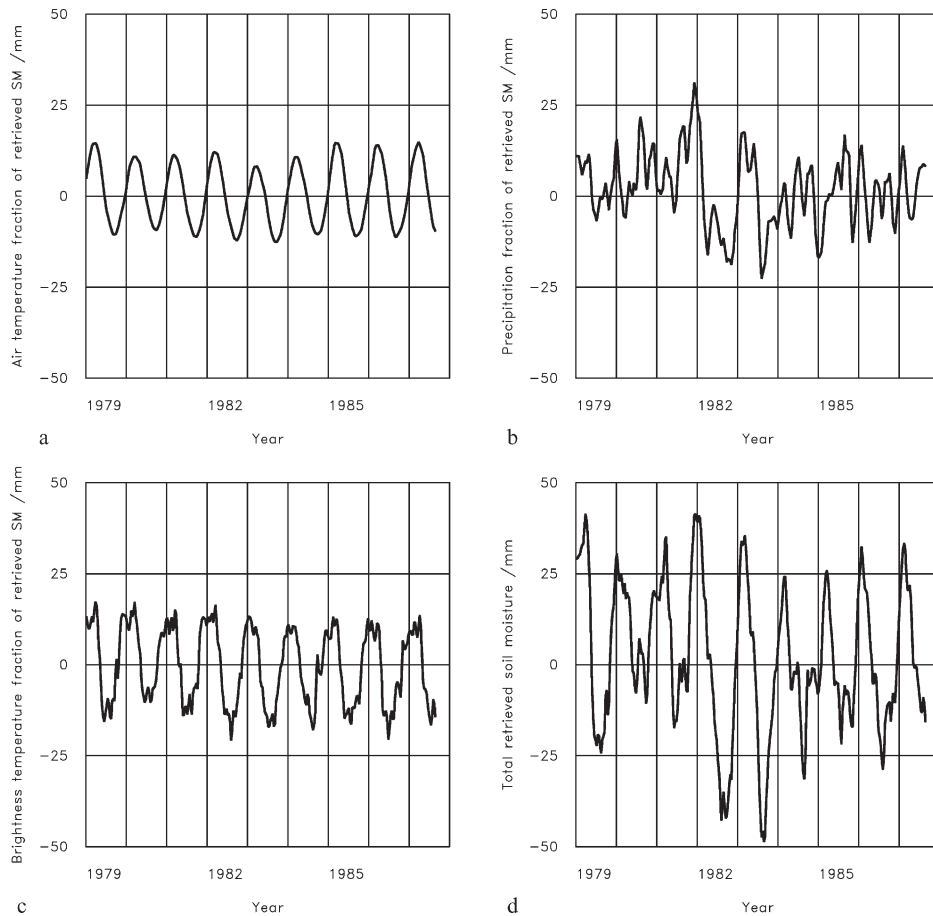 Air temperature fraction of retrieved SM /mm
50
25
0
−25
−50
1979 1982 1985
Year
a
Precipitation fraction of retrieved SM /mm
50
25
0
−25
−50
1979 1982 1985
Year
b
Brightness temperature fraction of retrieved SM /mm
50
25
0
−25
−50
1979 1982 1985
Year
c
Total retrieved soil moisture /mm
50
25
0
−25
−50
1979 1982 1985
Year
d